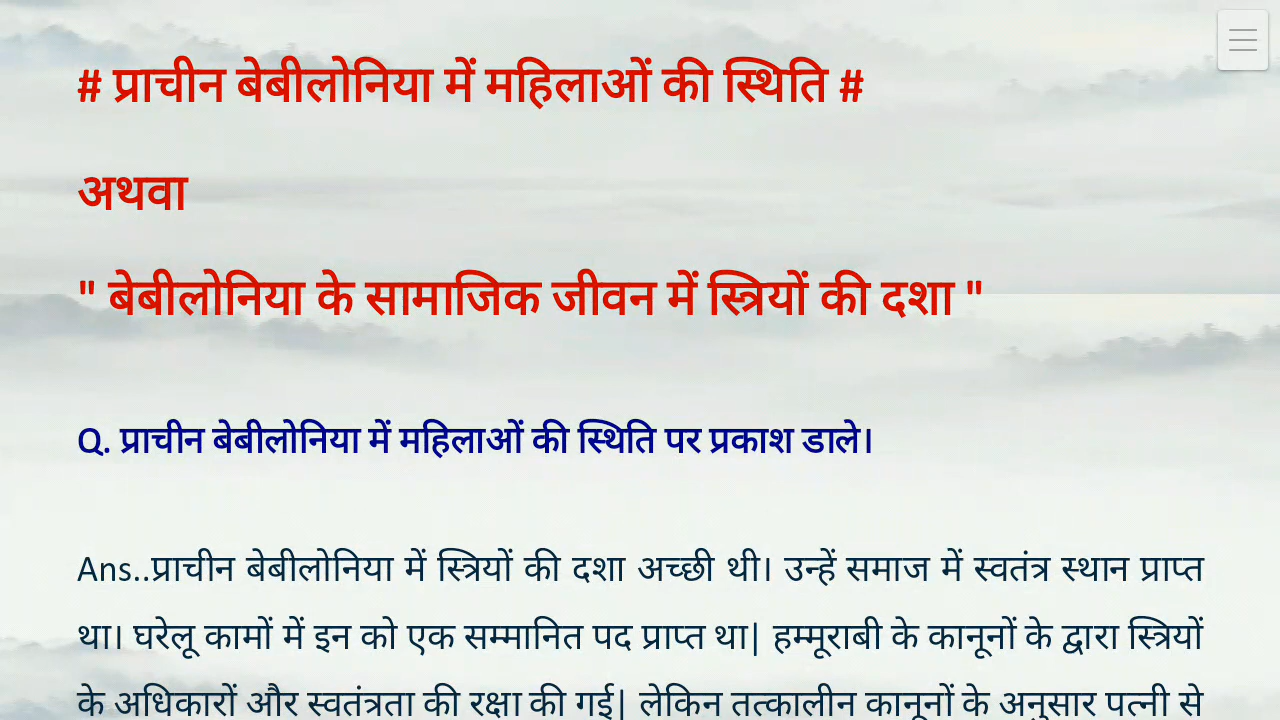 # प्राचीन बेबीलोनिया में महिलाओं की स्थिति #
अथवा
" बेबीलोनिया के सामाजिक जीवन में स्त्रियों की दशा "
Q. प्राचीन बेबीलोनिया में महिलाओं की स्थिति पर प्रकाश डाले।
Ans..प्राचीन बेबीलोनिया में स्त्रियों की दशा अच्छी थी। उन्हें समाज में स्वतंत्र स्थान प्राप्त
था। घरेलू कामों में इन को एक सम्मानित पद प्राप्त था| हम्मूराबी के कानूनों के द्वारा स्त्रियों
के अधिकारों और स्वतंत्रता की रक्षा की गई| लेकिन तत्कालीन कानूनों के अनुसार पत्नी से